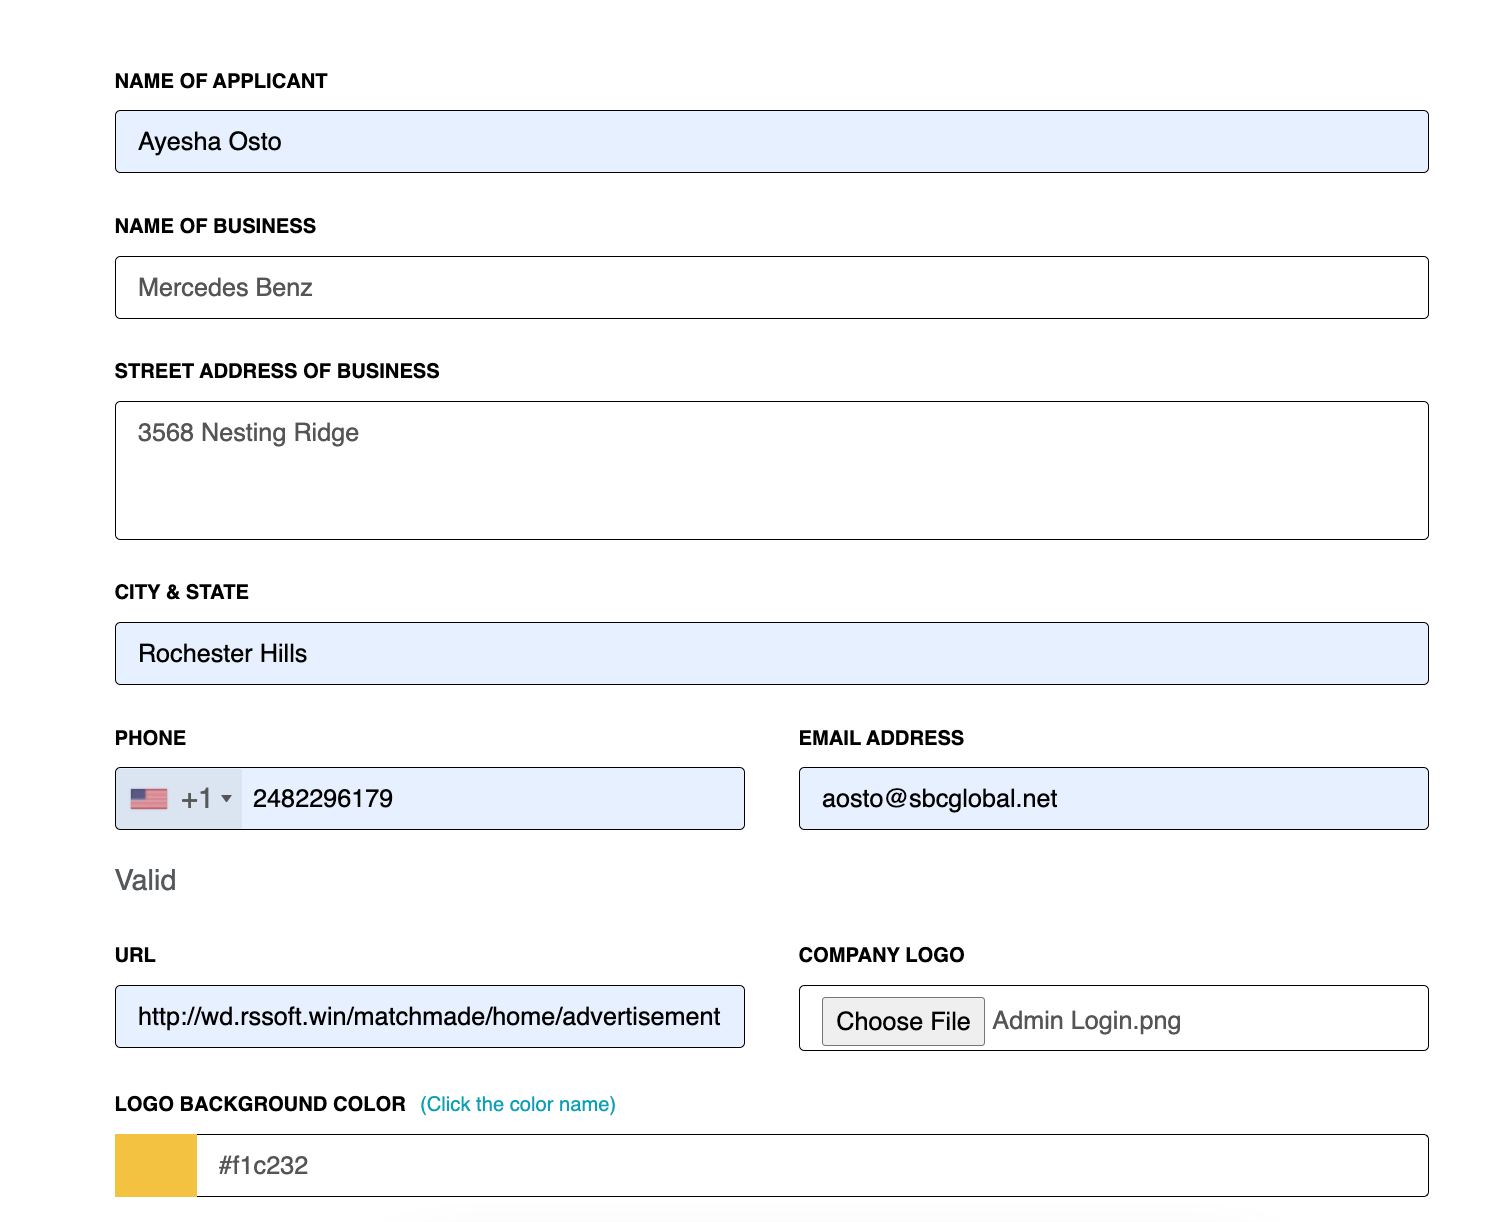 NAME OF APPLICANT
Ayesha Osto
NAME OF BUSINESS
Mercedes Benz
STREET ADDRESS OF BUSINESS
3568 Nesting Ridge
CITY & STATE
Rochester Hills
PHONE
+1 2482296179
EMAIL ADDRESS
aosto@sbcglobal.net
Valid
URL
http://wd.rssoft.win/matchmade/home/advertisement
COMPANY LOGO
Choose File Admin Login.png
LOGO BACKGROUND COLOR (Click the color name)
#f1c232